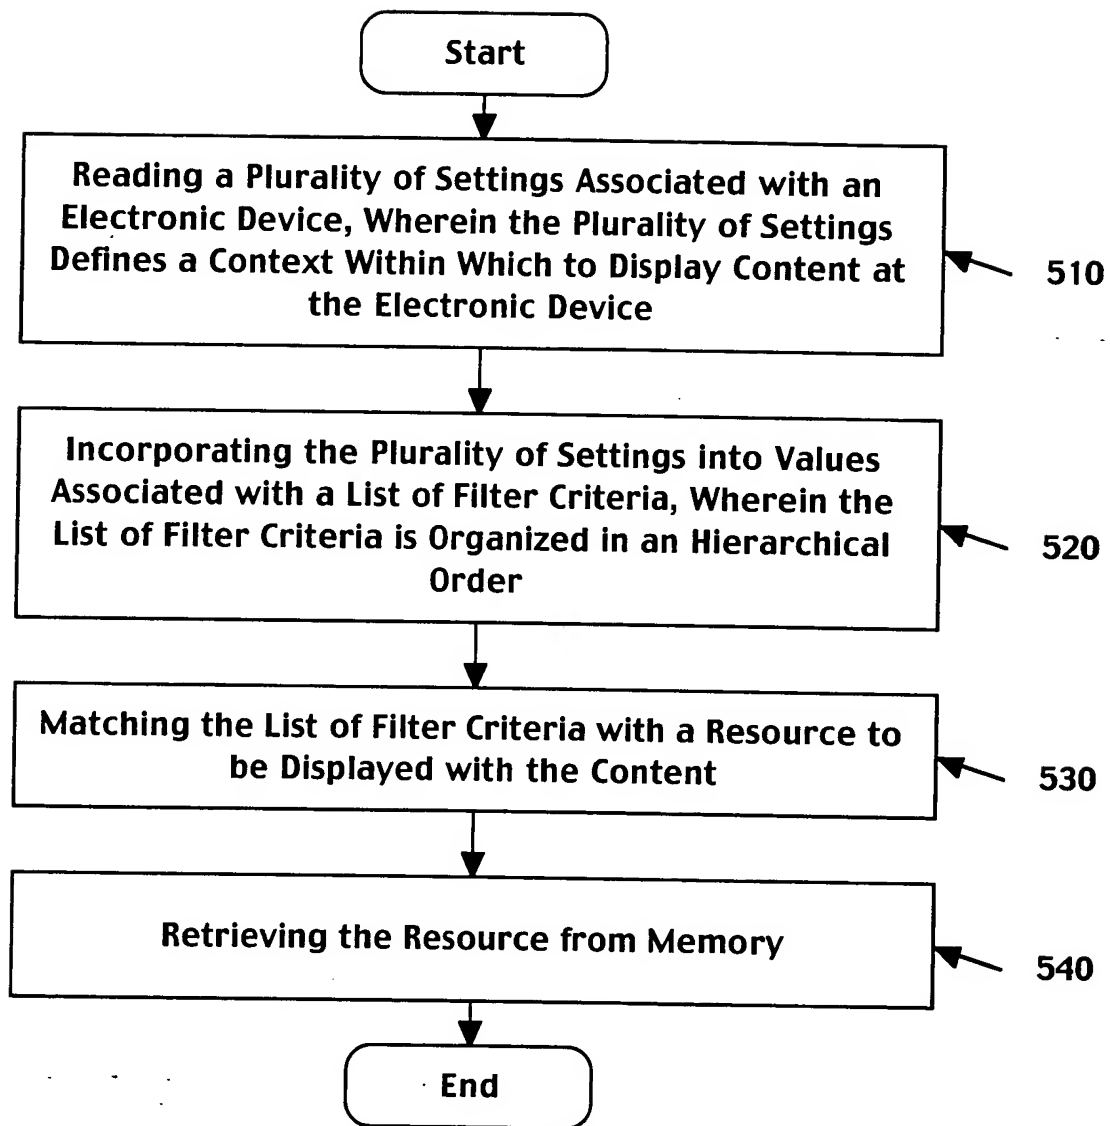 Start
Reading a Plurality of Settings Associated with an
Electronic Device, Wherein the Plurality of Settings
Defines a Context Within Which to Display Content at
the Electronic Device
510
Incorporating the Plurality of Settings into Values
Associated with a List of Filter Criteria, Wherein the
List of Filter Criteria is Organized in an Hierarchical
Order
520
Matching the List of Filter Criteria with a Resource to
be Displayed with the Content
530
Retrieving the Resource from Memory
540
End